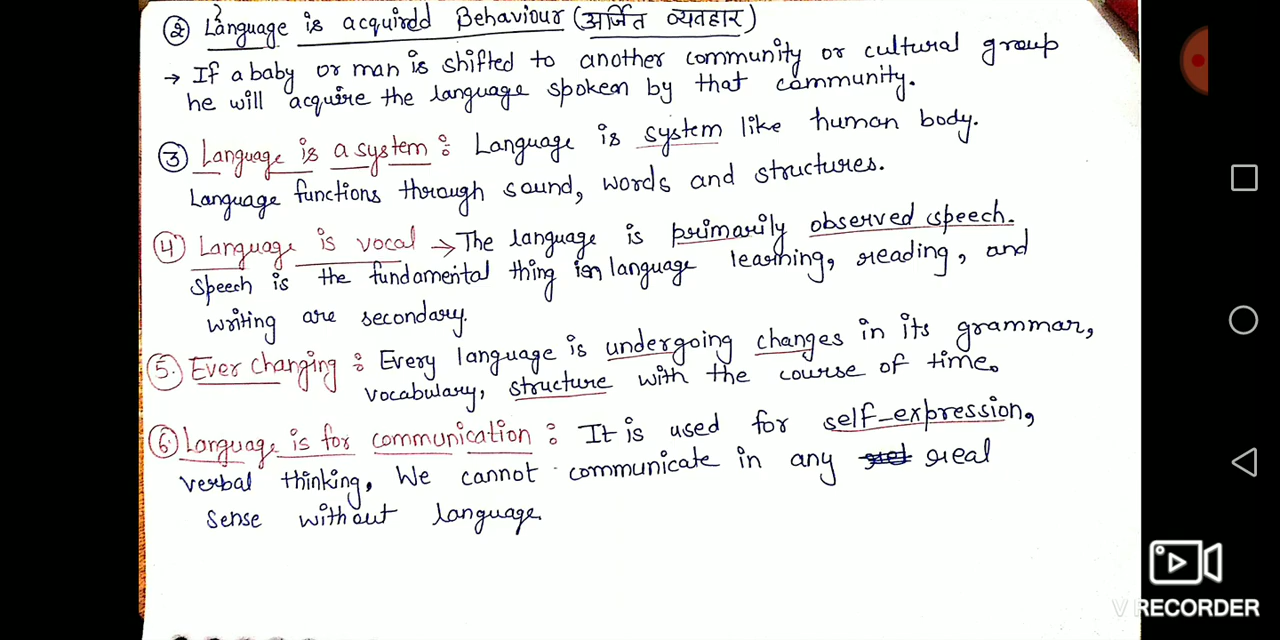 ② Language is acquired Behaviour (अर्जित व्यवहार)
→ If a baby or man is shifted to another community or cultural group
he will acquire the language spoken by that community.
③ Language is a system : Language is system like human body.
Language functions through sound, words and structures.
④ Language is vocal → The language is primarily observed speech.
Speech is the fundamental thing in language learning, reading, and
writing are secondary.
⑤. Ever changing : Every language is undergoing changes in its grammar,
vocabulary, structure with the course of time.
⑥. Language is for communication : It is used for self-expression,
verbal thinking, We cannot communicate in any real
sense without language.
V RECORDER